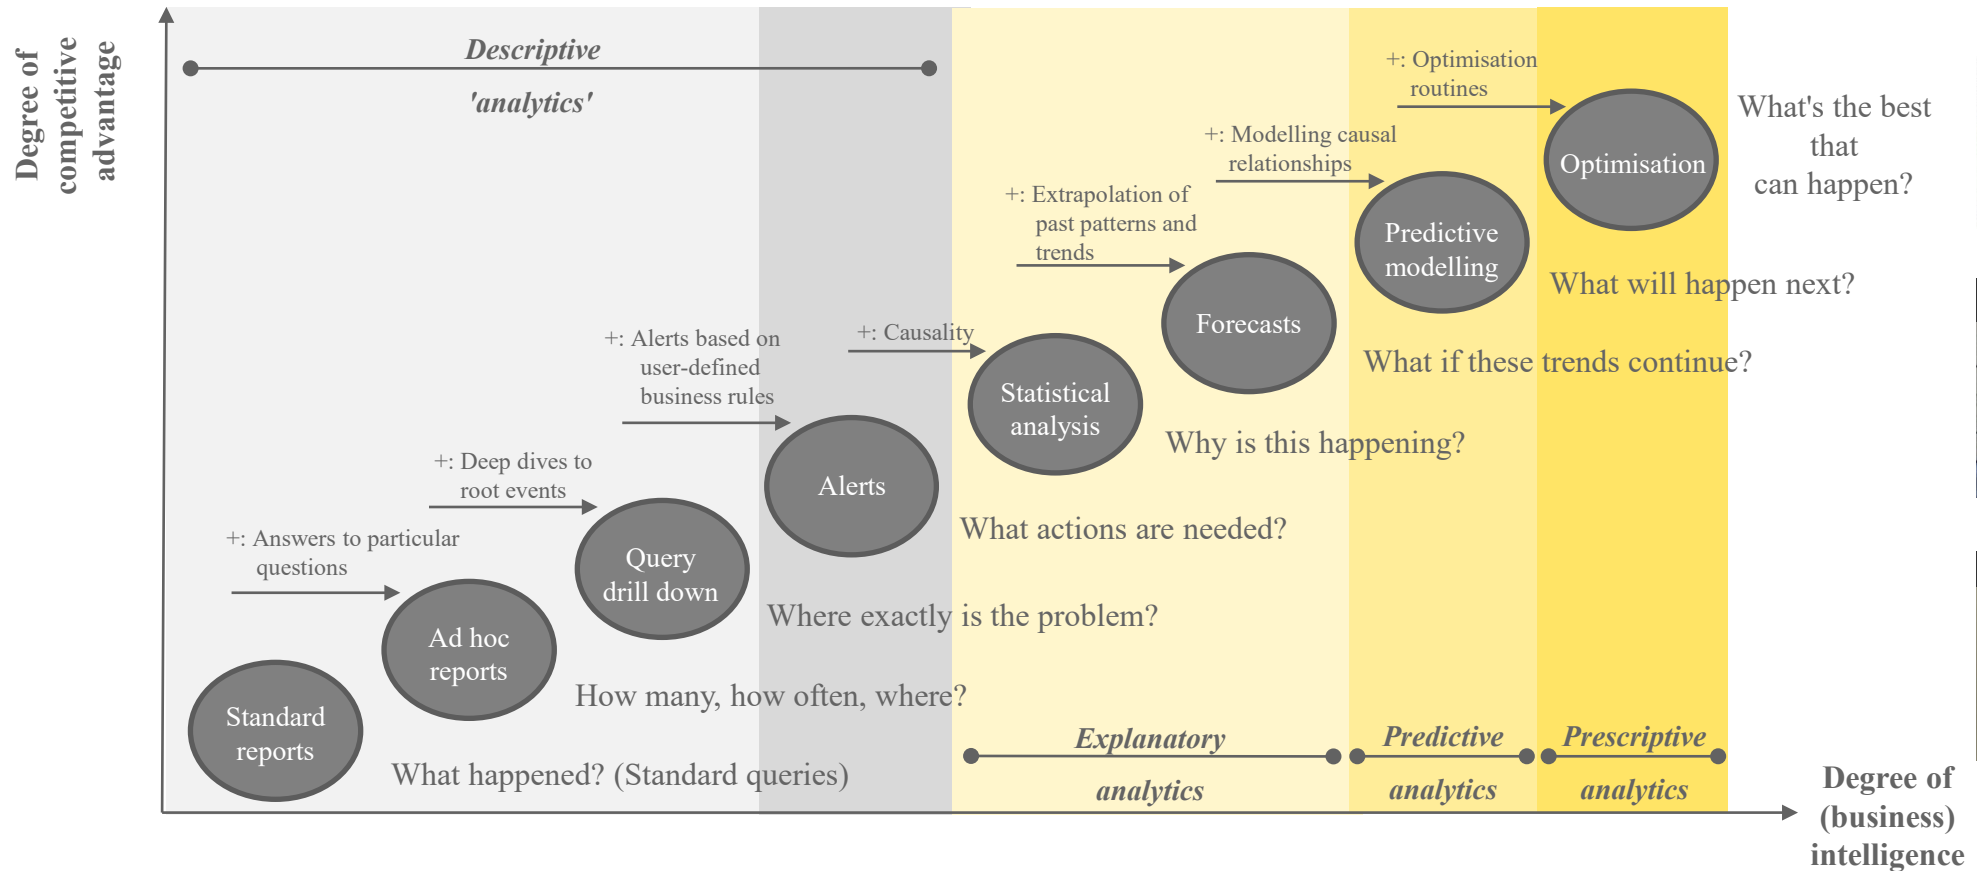 Degree of
competitive
advantage
Descriptive
'analytics'
+: Optimisation
routines
Optimisation
What's the best
that
can happen?
+: Modelling causal
relationships
Predictive
modelling
What will happen next?
+: Extrapolation of
past patterns and
trends
Forecasts
What if these trends continue?
+: Causality
Statistical
analysis
Why is this happening?
+: Alerts based on
user-defined
business rules
Alerts
What actions are needed?
+: Deep dives to
root events
Query
drill down
Where exactly is the problem?
+: Answers to particular
questions
Ad hoc
reports
How many, how often, where?
Standard
reports
What happened? (Standard queries)
Explanatory
analytics
Predictive
analytics
Prescriptive
analytics
Degree of
(business)
intelligence